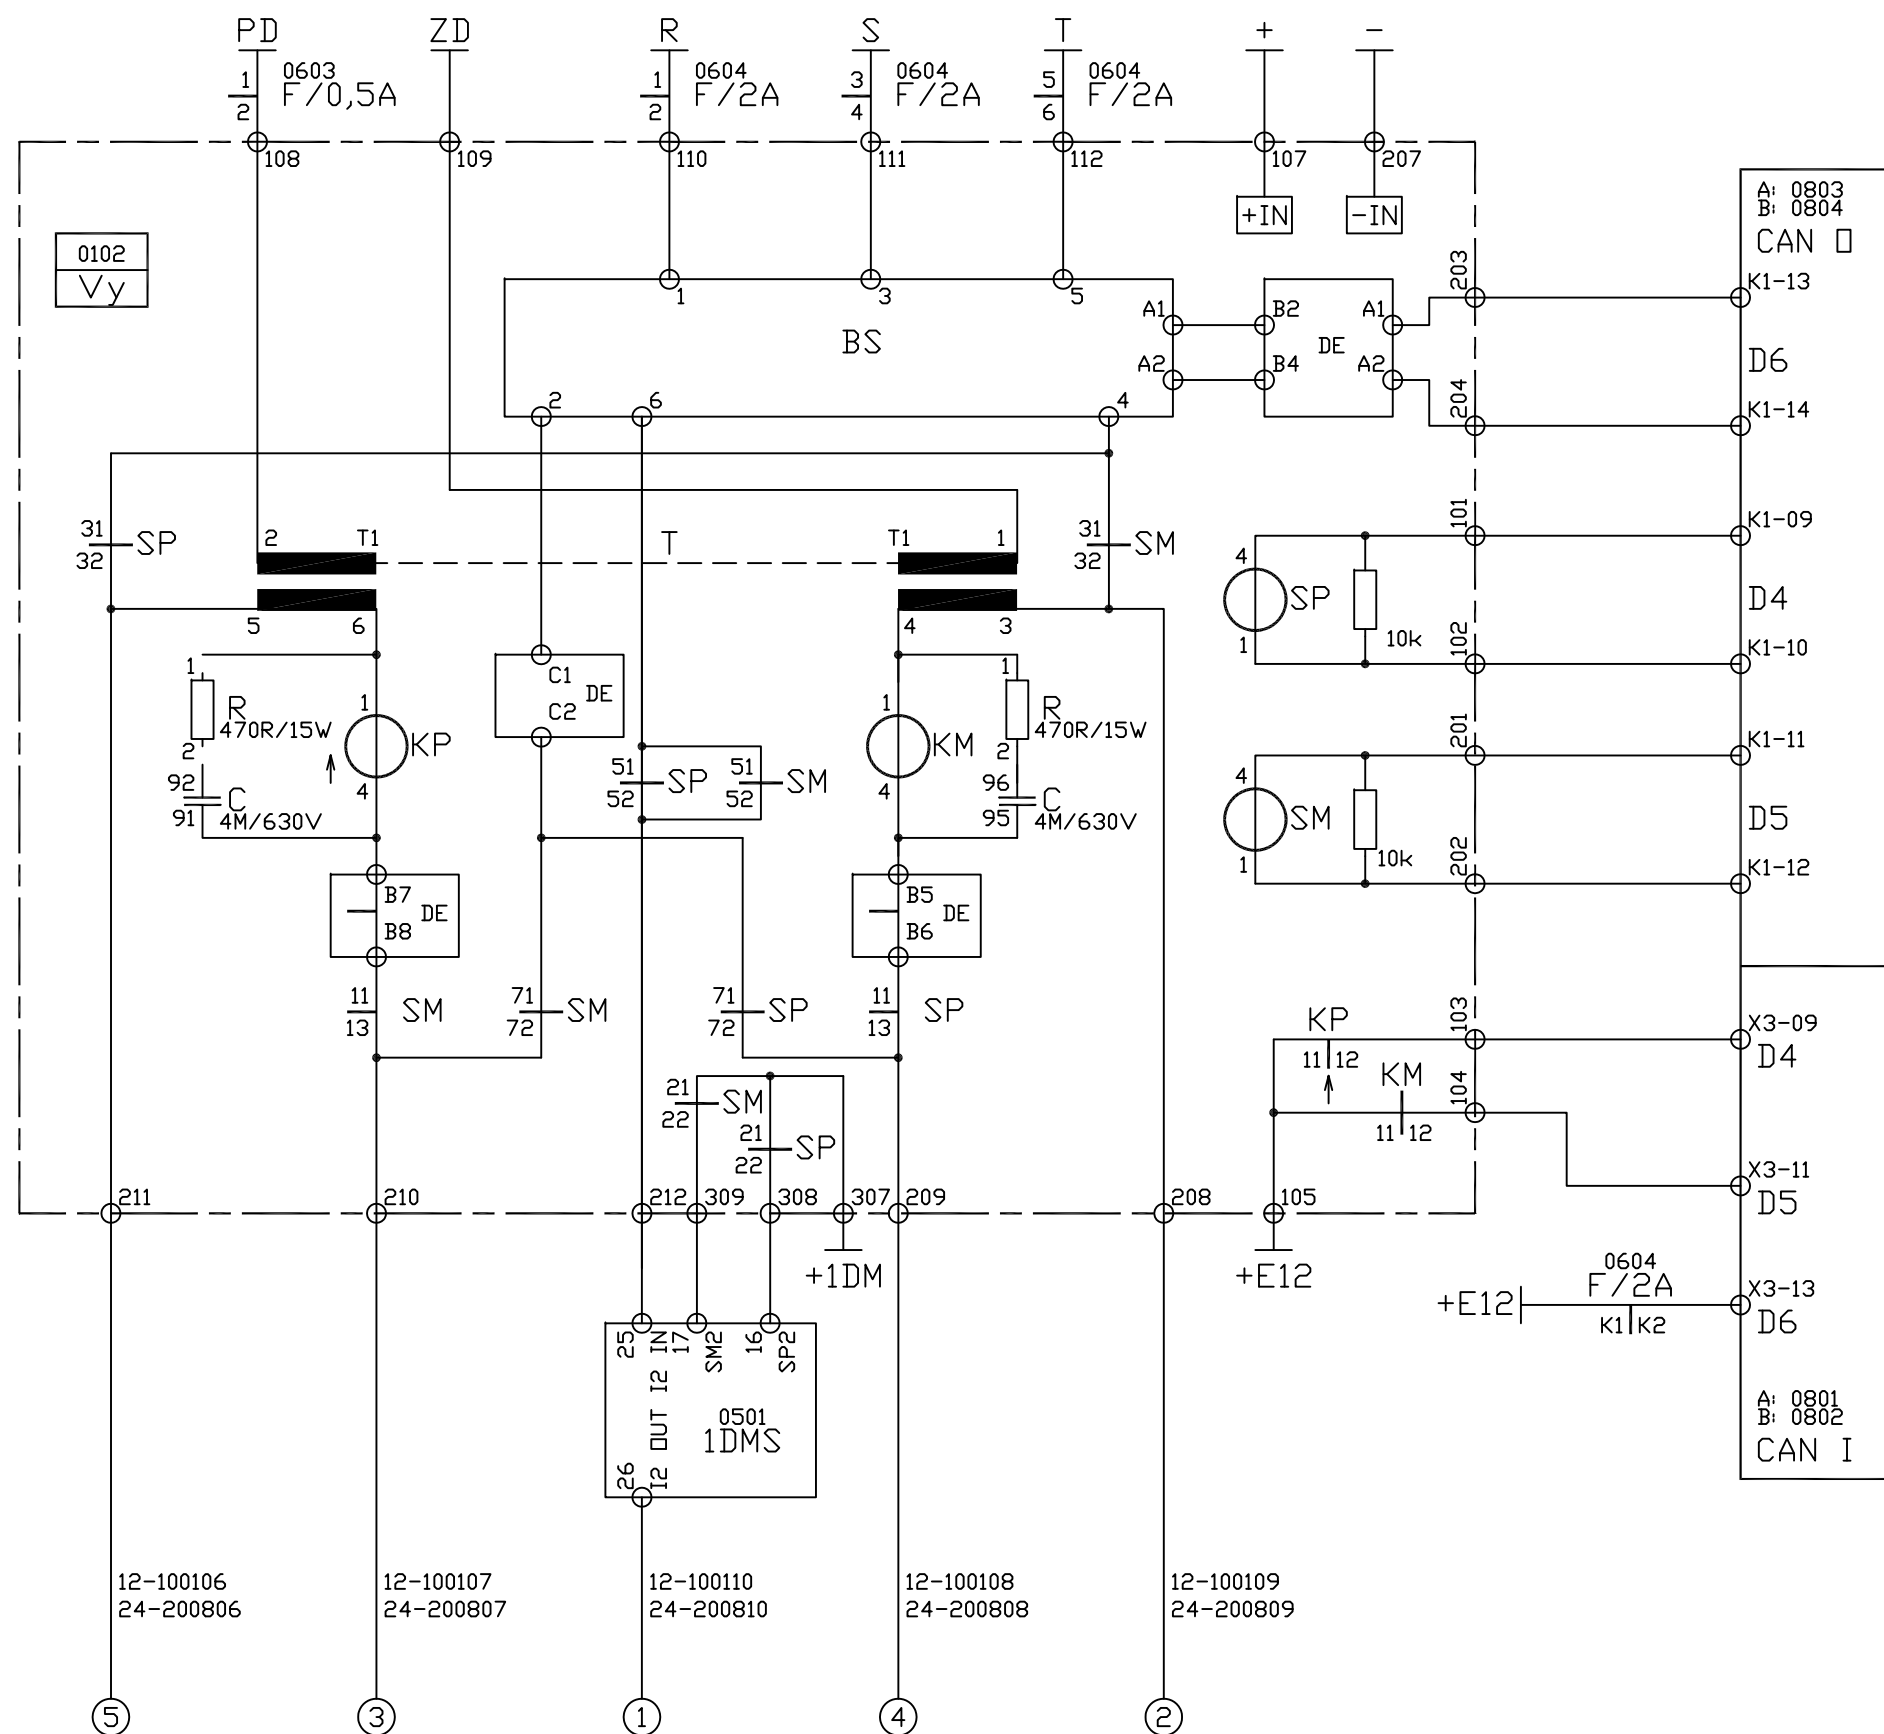 PD ZD R S T + -
1 2 0603 F/0,5A
1 2 0604 F/2A
3 4 0604 F/2A
5 6 0604 F/2A
108 109 110 111 112 107 207
+IN -IN
0102
Vy
A: 0803
B: 0804
CAN O
203 K1-13
1 3 5
BS
A1 B2 A1
DE
A2 B4 A2
D6
204 K1-14
2 6 4
31 32 SP
2 T1 T T1 1
31 32 SM
5 6 4 3
101 K1-09
4 SP 1 10k
D4
102 K1-10
1 R 470R/15W 2
1 KP 4
92 C 91 4M/630V
C1 DE
C2
51 52 SP
51 52 SM
1 KM 4
1 R 470R/15W 2
96 C 95 4M/630V
201 K1-11
4 SM 1 10k
D5
202 K1-12
B7 DE
B8
B5 DE
B6
11 13 SM
71 72 SM
71 72 SP
11 13 SP
KP 11 12
103 X3-09
D4
KM 11 12
104
X3-11
D5
21 22 SM
21 22 SP
211 210 212 309 308 307 209 208 105
+1DM
+E12
0604
F/2A
+E12 K1 K2
X3-13
D6
25 I2 IN
17 SM2
16 SP2
0501
1DMS
26 I2 OUT
A: 0801
B: 0802
CAN I
12-100106
24-200806
12-100107
24-200807
12-100110
24-200810
12-100108
24-200808
12-100109
24-200809
5 3 1 4 2